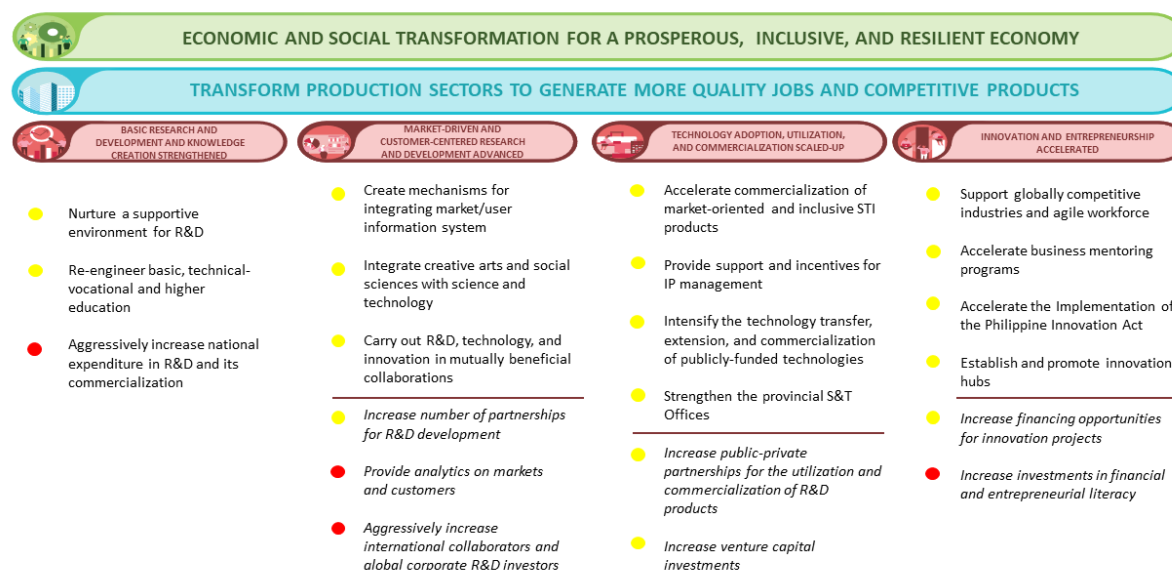 ECONOMIC AND SOCIAL TRANSFORMATION FOR A PROSPEROUS, INCLUSIVE, AND RESILIENT ECONOMY
TRANSFORM PRODUCTION SECTORS TO GENERATE MORE QUALITY JOBS AND COMPETITIVE PRODUCTS
BASIC RESEARCH AND
DEVELOPMENT AND KNOWLEDGE
CREATION STRENGTHENED
Nurture a supportive
environment for R&D
Re-engineer basic, technical-
vocational and higher
education
Aggressively increase national
expenditure in R&D and its
commercialization
MARKET-DRIVEN AND
CUSTOMER-CENTERED RESEARCH
AND DEVELOPMENT ADVANCED
Create mechanisms for
integrating market/user
information system
Integrate creative arts and social
sciences with science and
technology
Carry out R&D, technology, and
innovation in mutually beneficial
collaborations
Increase number of partnerships
for R&D development
Provide analytics on markets
and customers
Aggressively increase
international collaborators and
global corporate R&D investors
TECHNOLOGY ADOPTION, UTILIZATION,
AND COMMERCIALIZATION SCALED-UP
Accelerate commercialization of
market-oriented and inclusive STI
products
Provide support and incentives for
IP management
Intensify the technology transfer,
extension, and commercialization
of publicly-funded technologies
Strengthen the provincial S&T
Offices
Increase public-private
partnerships for the utilization and
commercialization of R&D
products
Increase venture capital
investments
INNOVATION AND ENTREPRENEURSHIP
ACCELERATED
Support globally competitive
industries and agile workforce
Accelerate business mentoring
programs
Accelerate the Implementation of
the Philippine Innovation Act
Establish and promote innovation
hubs
Increase financing opportunities
for innovation projects
Increase investments in financial
and entrepreneurial literacy